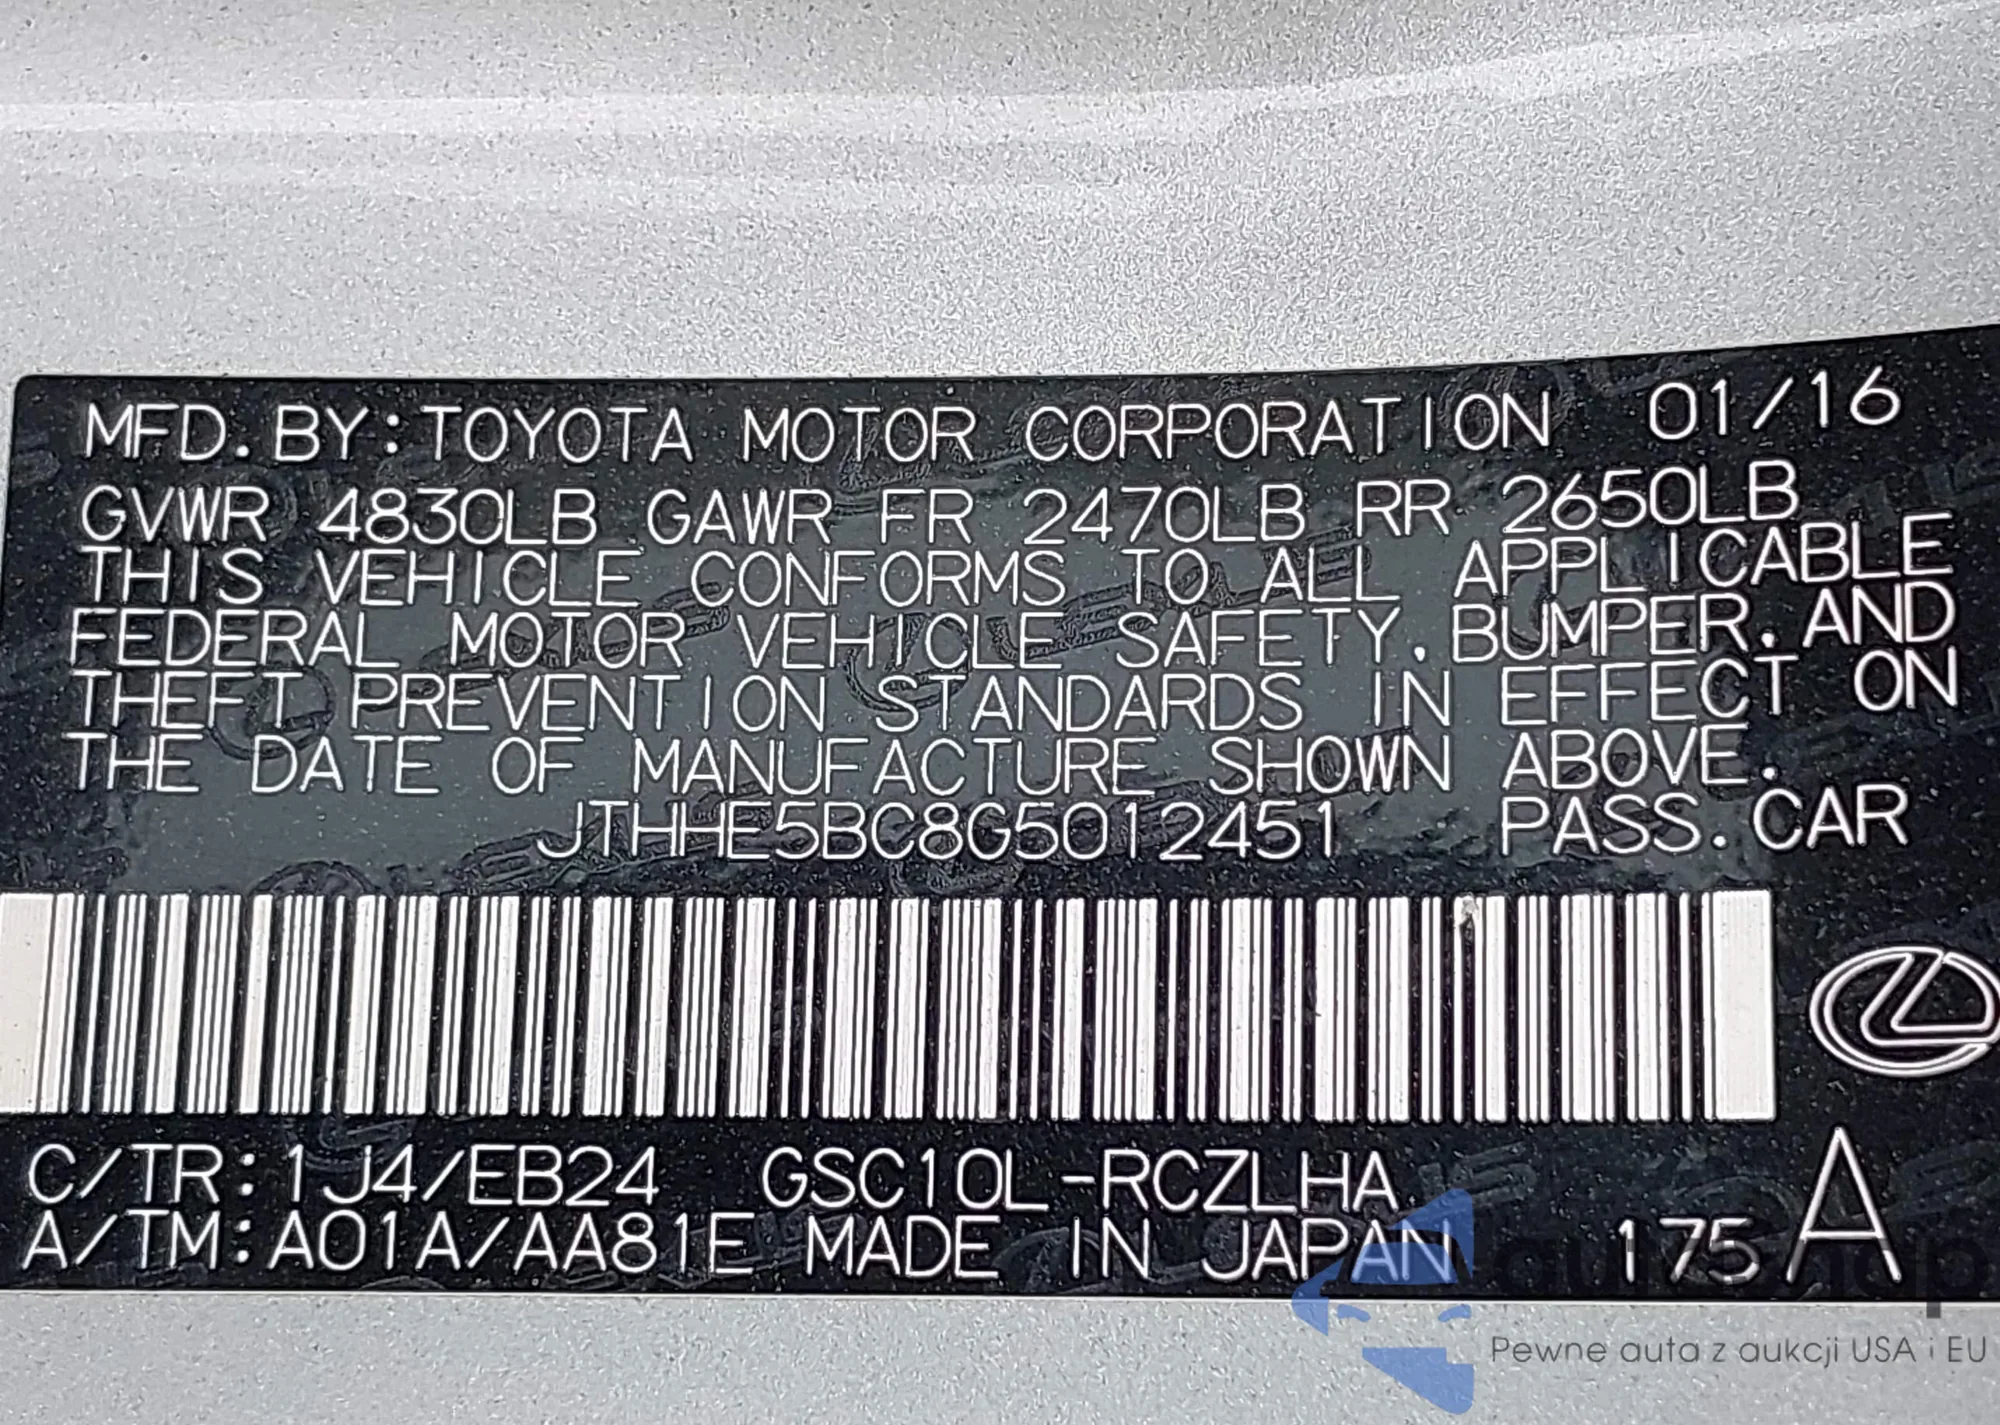 MFD.BY:TOYOTA MOTOR CORPORATION 01/16
GVWR 4830LB GAWR FR 2470LB RR 2650LB
THIS VEHICLE CONFORMS TO ALL APPLICABLE
FEDERAL MOTOR VEHICLE SAFETY, BUMPER, AND
THEFT PREVENTION STANDARDS IN EFFECT ON
THE DATE OF MANUFACTURE SHOWN ABOVE.
JTHHE5BC8G5012451 PASS.CAR
C/TR:1J4/EB24 GSC10L-RCZLHA
A/TM:A01A/AA81E MADE IN JAPAN 175 A
Pewne auta z aukcji USA i EU